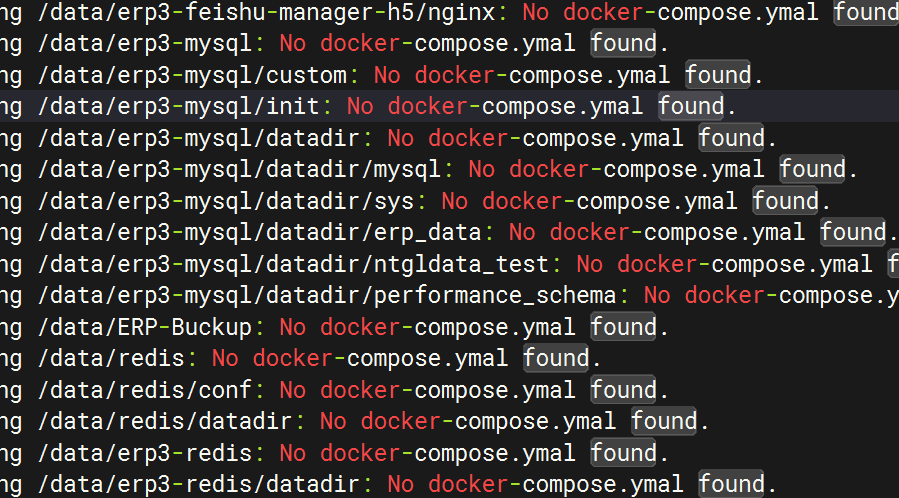 ng /data/erp3-feishu-manager-h5/nginx: No docker-compose.ymal found
ng /data/erp3-mysql: No docker-compose.ymal found.
ng /data/erp3-mysql/custom: No docker-compose.ymal found.
ng /data/erp3-mysql/init: No docker-compose.ymal found.
ng /data/erp3-mysql/datadir: No docker-compose.ymal found.
ng /data/erp3-mysql/datadir/mysql: No docker-compose.ymal found.
ng /data/erp3-mysql/datadir/sys: No docker-compose.ymal found.
ng /data/erp3-mysql/datadir/erp_data: No docker-compose.ymal found.
ng /data/erp3-mysql/datadir/ntgldata_test: No docker-compose.ymal f
ng /data/erp3-mysql/datadir/performance_schema: No docker-compose.y
ng /data/ERP-Buckup: No docker-compose.ymal found.
ng /data/redis: No docker-compose.ymal found.
ng /data/redis/conf: No docker-compose.ymal found.
ng /data/redis/datadir: No docker-compose.ymal found.
ng /data/erp3-redis: No docker-compose.ymal found.
ng /data/erp3-redis/datadir: No docker-compose.ymal found.